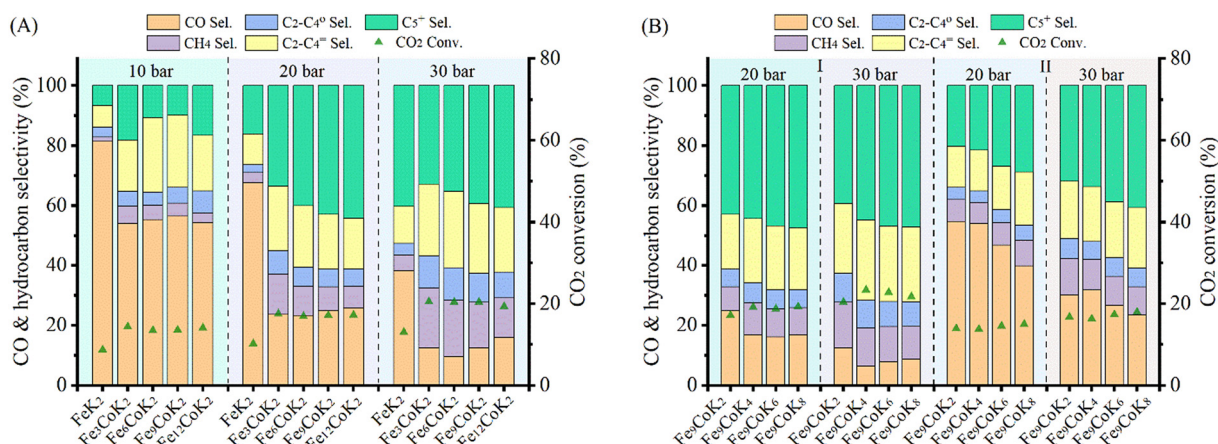 (A)
CO Sel.
C₂-C₄º Sel.
C₅⁺ Sel.
CH₄ Sel.
C₂-C₄⁼ Sel.
CO₂ Conv.
10 bar
20 bar
30 bar
CO & hydrocarbon selectivity (%)
100
80
60
40
20
0
CO₂ conversion (%)
80
60
40
20
0
FeK₂
Fe₃CoK₂
Fe₆CoK₂
Fe₉CoK₂
Fe₁₂CoK₂
FeK₂
Fe₃CoK₂
Fe₆CoK₂
Fe₉CoK₂
Fe₁₂CoK₂
FeK₂
Fe₃CoK₂
Fe₆CoK₂
Fe₉CoK₂
Fe₁₂CoK₂
(B)
CO Sel.
C₂-C₄º Sel.
C₅⁺ Sel.
CH₄ Sel.
C₂-C₄⁼ Sel.
CO₂ Conv.
20 bar
I
30 bar
20 bar
II
30 bar
CO & hydrocarbon selectivity (%)
100
80
60
40
20
0
CO₂ conversion (%)
80
60
40
20
0
Fe₉CoK₂
Fe₉CoK₄
Fe₉CoK₆
Fe₉CoK₈
Fe₉CoK₂
Fe₉CoK₄
Fe₉CoK₆
Fe₉CoK₈
Fe₉CoK₂
Fe₉CoK₄
Fe₉CoK₆
Fe₉CoK₈
Fe₉CoK₂
Fe₉CoK₄
Fe₉CoK₆
Fe₉CoK₈